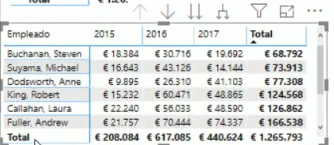 Empleado 2015 2016 2017 Total
Buchanan, Steven € 18.384 € 30.716 € 19.692 € 68.792
Suyama, Michael € 16.643 € 43.126 € 14.144 € 73.913
Dodsworth, Anne € 9.895 € 26.310 € 41.103 € 77.308
King, Robert € 15.232 € 60.471 € 48.865 € 124.568
Callahan, Laura € 22.240 € 56.033 € 48.590 € 126.862
Fuller, Andrew € 21.757 € 70.444 € 74.337 € 166.538
Total € 208.084 € 617.085 € 440.624 € 1.265.793